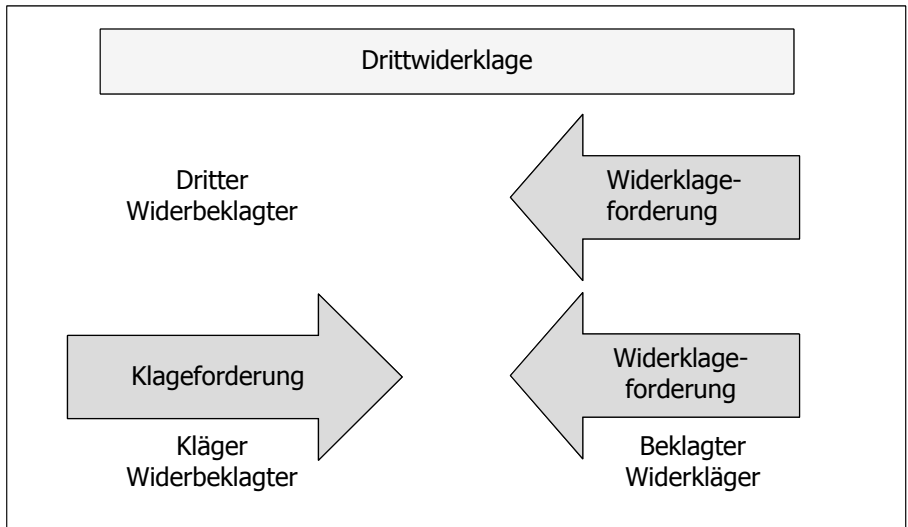 Drittwiderklage
Dritter
Widerbeklagter
Widerklage-
forderung
Klageforderung
Widerklage-
forderung
Kläger
Widerbeklagter
Beklagter
Widerkläger